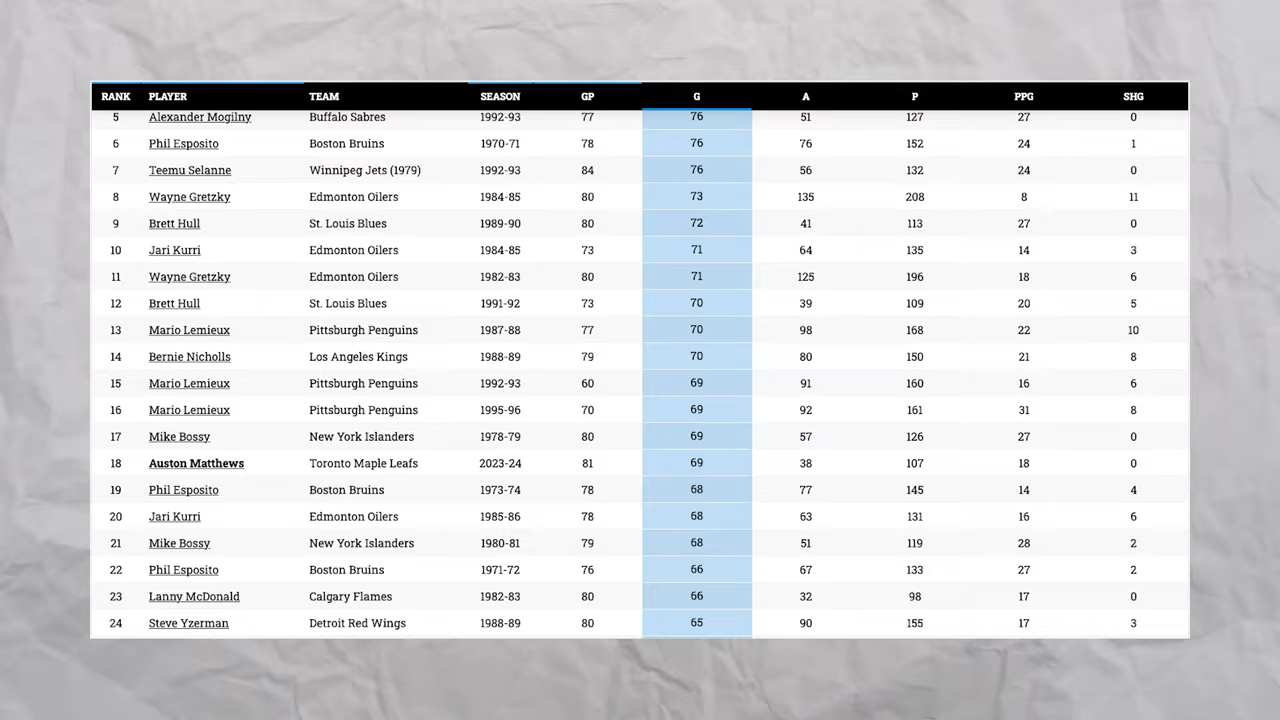 RANK PLAYER TEAM SEASON GP G A P PPG SHG
5 Alexander Mogilny Buffalo Sabres 1992-93 77 76 51 127 27 0
6 Phil Esposito Boston Bruins 1970-71 78 76 76 152 24 1
7 Teemu Selanne Winnipeg Jets (1979) 1992-93 84 76 56 132 24 0
8 Wayne Gretzky Edmonton Oilers 1984-85 80 73 135 208 8 11
9 Brett Hull St. Louis Blues 1989-90 80 72 41 113 27 0
10 Jari Kurri Edmonton Oilers 1984-85 73 71 64 135 14 3
11 Wayne Gretzky Edmonton Oilers 1982-83 80 71 125 196 18 6
12 Brett Hull St. Louis Blues 1991-92 73 70 39 109 20 5
13 Mario Lemieux Pittsburgh Penguins 1987-88 77 70 98 168 22 10
14 Bernie Nicholls Los Angeles Kings 1988-89 79 70 80 150 21 8
15 Mario Lemieux Pittsburgh Penguins 1992-93 60 69 91 160 16 6
16 Mario Lemieux Pittsburgh Penguins 1995-96 70 69 92 161 31 8
17 Mike Bossy New York Islanders 1978-79 80 69 57 126 27 0
18 Auston Matthews Toronto Maple Leafs 2023-24 81 69 38 107 18 0
19 Phil Esposito Boston Bruins 1973-74 78 68 77 145 14 4
20 Jari Kurri Edmonton Oilers 1985-86 78 68 63 131 16 6
21 Mike Bossy New York Islanders 1980-81 79 68 51 119 28 2
22 Phil Esposito Boston Bruins 1971-72 76 66 67 133 27 2
23 Lanny McDonald Calgary Flames 1982-83 80 66 32 98 17 0
24 Steve Yzerman Detroit Red Wings 1988-89 80 65 90 155 17 3